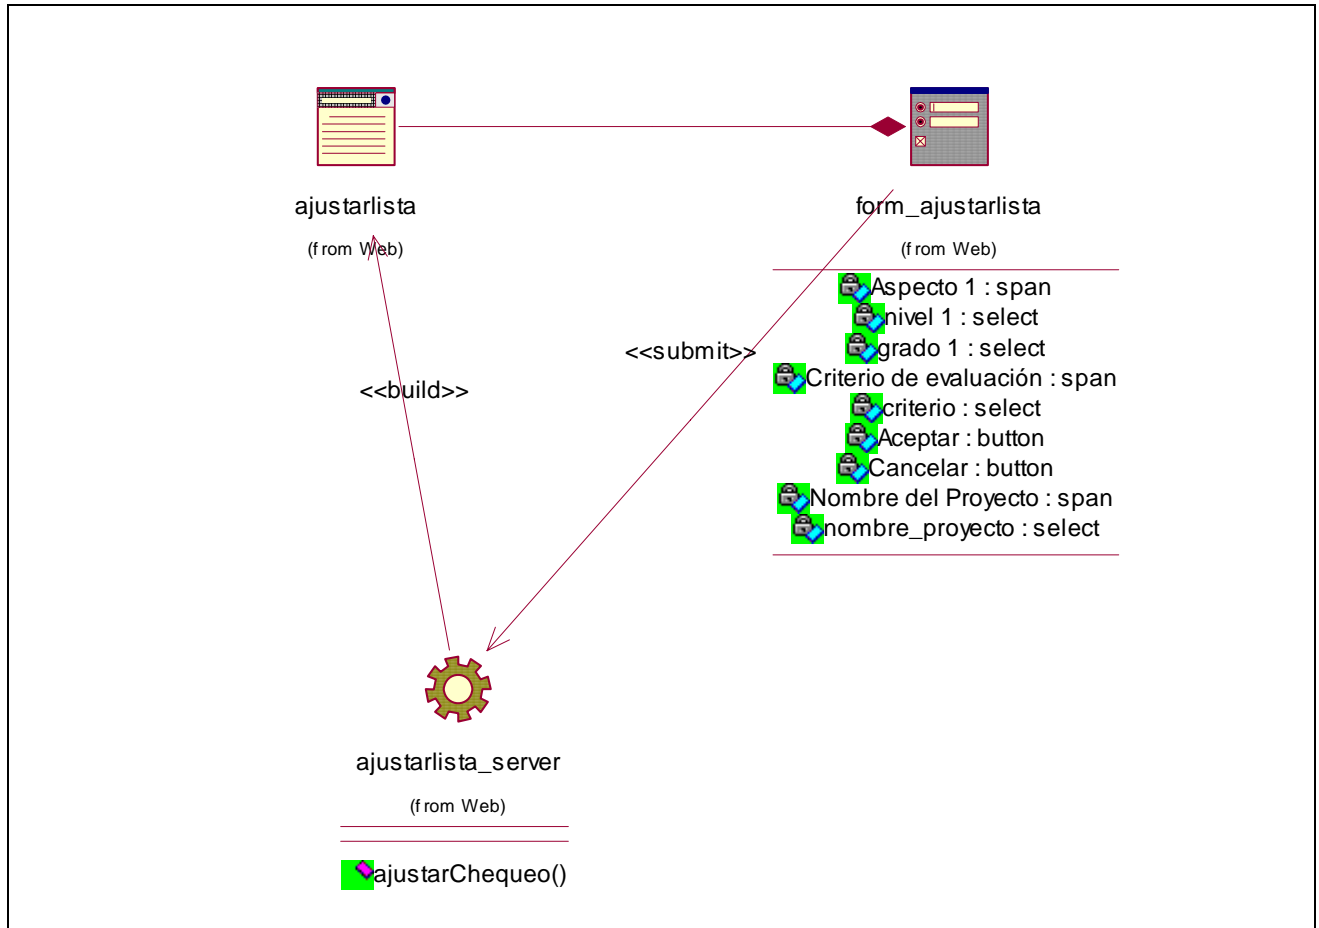 ajustarlista
(from Web)
form_ajustarlista
(from Web)
Aspecto 1 : span
nivel 1 : select
grado 1 : select
Criterio de evaluación : span
criterio : select
Aceptar : button
Cancelar : button
Nombre del Proyecto : span
nombre_proyecto : select
<<submit>>
<<build>>
ajustarlista_server
(from Web)
ajustarChequeo()